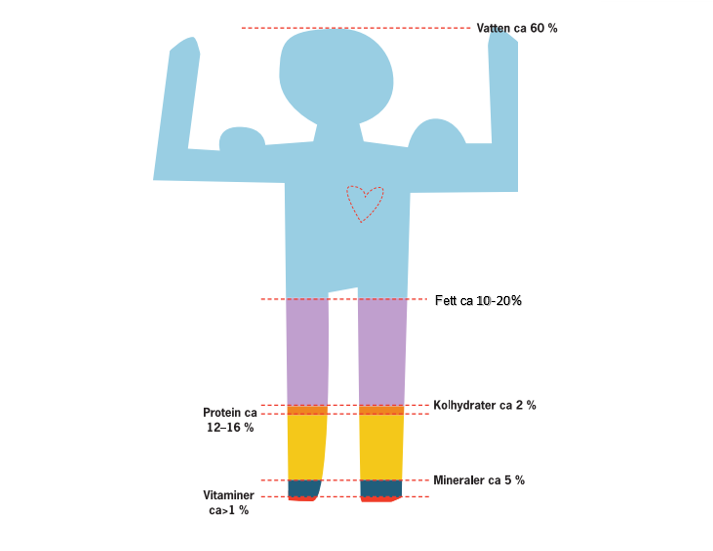 Vatten ca 60 %
Fett ca 10-20%
Kolhydrater ca 2 %
Protein ca
12–16 %
Mineraler ca 5 %
Vitaminer
ca>1 %